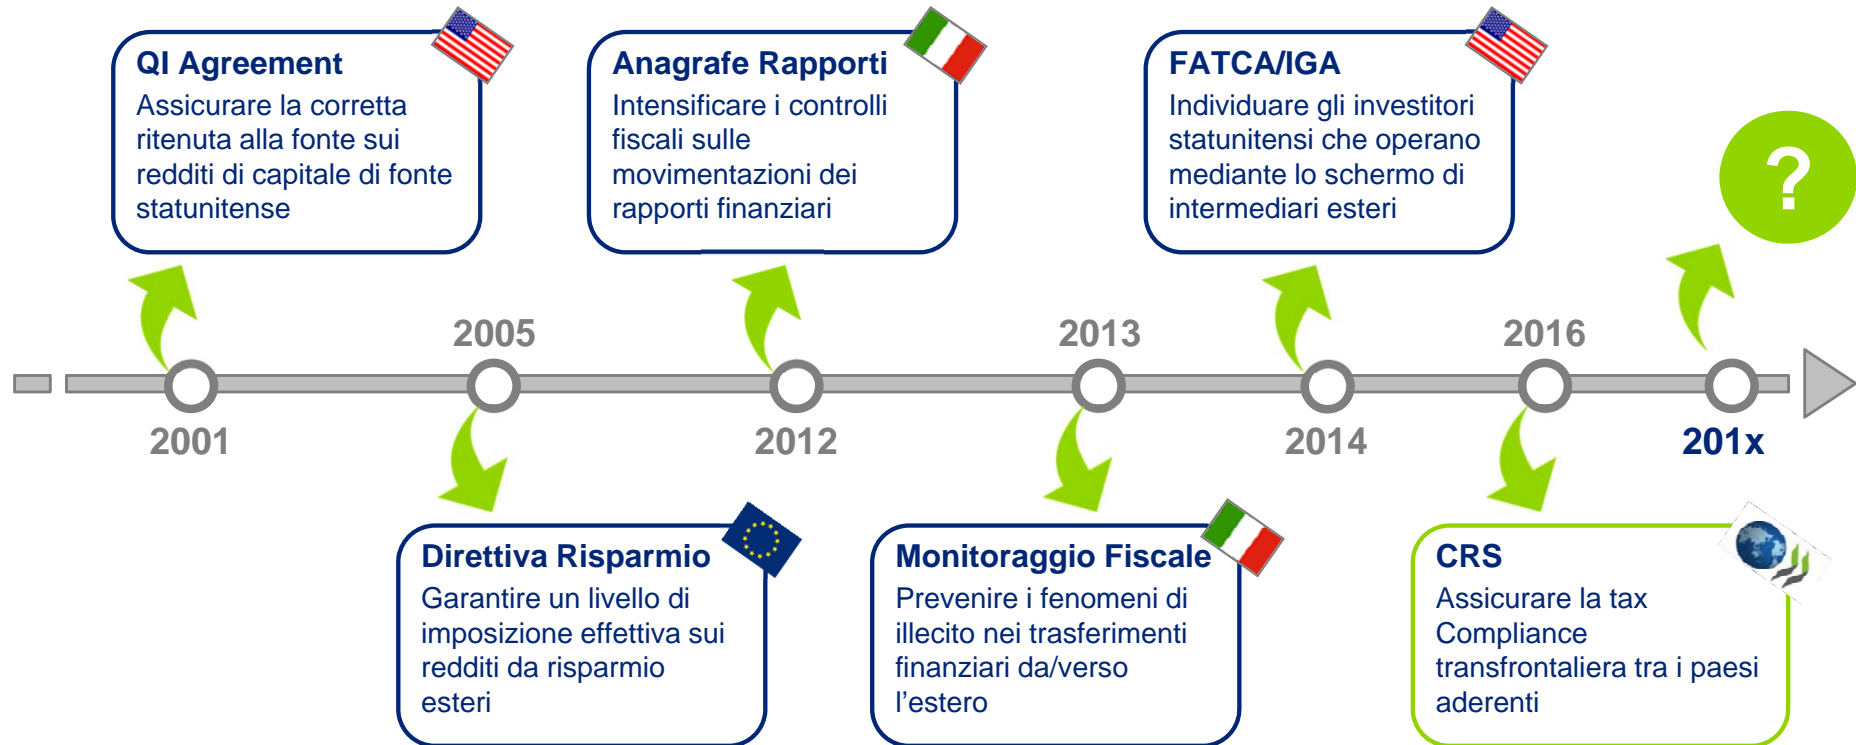 QI Agreement
Assicurare la corretta
ritenuta alla fonte sui
redditi di capitale di fonte
statunitense
Anagrafe Rapporti
Intensificare i controlli
fiscali sulle
movimentazioni dei
rapporti finanziari
FATCA/IGA
Individuare gli investitori
statunitensi che operano
mediante lo schermo di
intermediari esteri
?
2005
2013
2016
2001
2012
2014
201x
Direttiva Risparmio
Garantire un livello di
imposizione effettiva sui
redditi da risparmio
esteri
Monitoraggio Fiscale
Prevenire i fenomeni di
illecito nei trasferimenti
finanziari da/verso
l’estero
CRS
Assicurare la tax
Compliance
transfrontaliera tra i paesi
aderenti